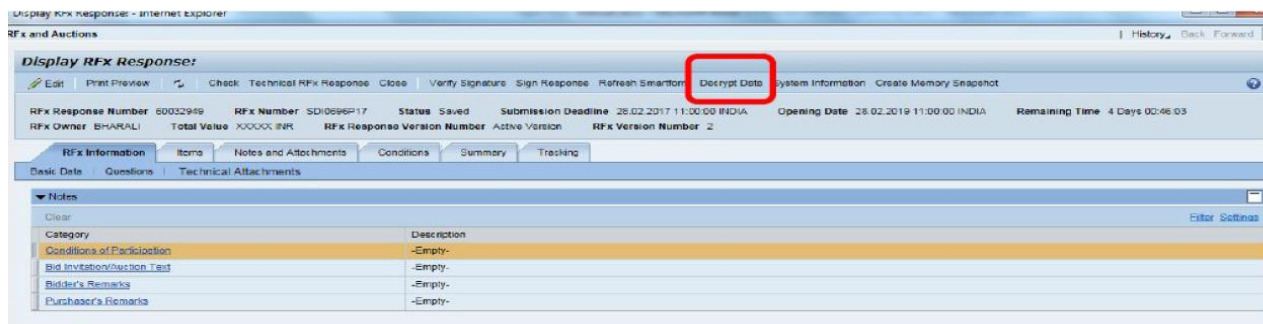 Display RFx Response: - Internet Explorer
RFx and Auctions | History Back Forward
Display RFx Response:
Edit Print Preview Check Technical RFx Response Close Verify Signature Sign Response Refresh Smartform Decrypt Data System Information Create Memory Snapshot
RFx Response Number 60032949 RFx Number SDI0696P17 Status Saved Submission Deadline 28.02.2017 11:00:00 INDIA Opening Date 28.02.2019 11:00:00 INDIA Remaining Time 4 Days 00:46:03
RFx Owner BHARALI Total Value XXXXX INR RFx Response Version Number Active Version RFx Version Number 2
RFx Information Items Notes and Attachments Conditions Summary Tracking
Basic Data Questions Technical Attachments
Notes
Clear Filter Settings
Category Description
Conditions of Participation -Empty-
Bid Invitation/Auction Text -Empty-
Bidder's Remarks -Empty-
Purchaser's Remarks -Empty-